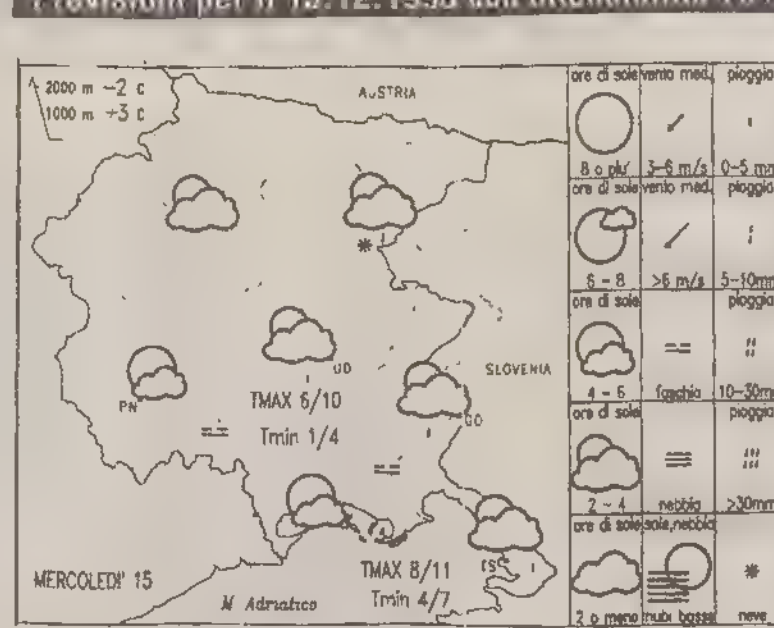 2000 m -2 c
1000 m +3 c
AUSTRIA
SLOVENIA
UD
PN
GO
TMAX 6/10
Tmin 1/4
TMAX 8/11
Tmin 4/7
MERCOLEDI' 15
M Adriatico
ore di sole vento med. pioggia
8 o piu' 3-6 m/s 0-5 mm
ore di sole vento med. pioggia
6 - 8 >6 m/s 5-10mm
ore di sole pioggia
4 - 6 foschia 10-30mm
ore di sole pioggia
2 - 4 nebbia >30mm
ore di sole sole,nebbia
2 o meno nubi basse neve